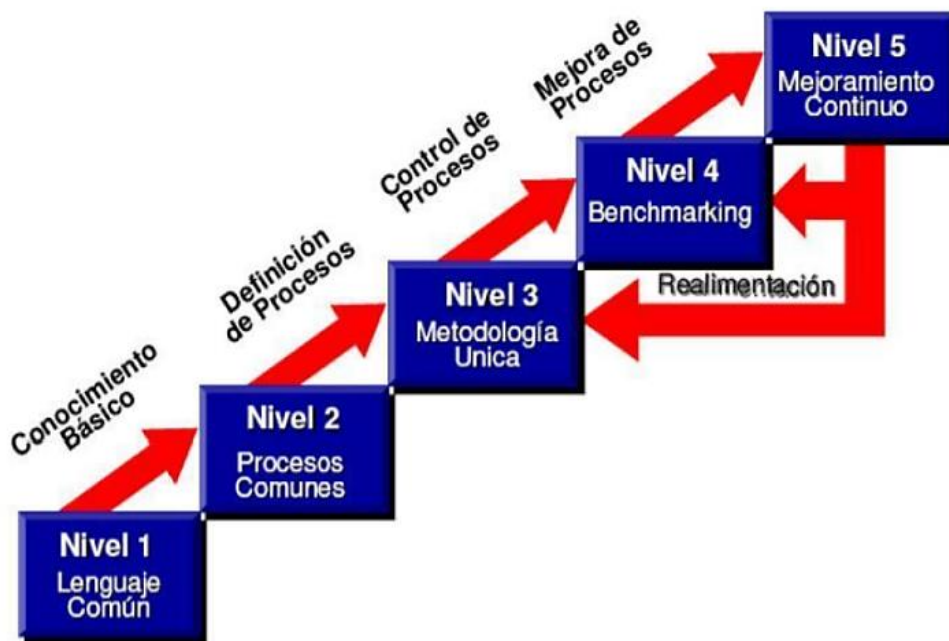 Nivel 5
Mejoramiento
Continuo
Mejora de
Procesos
Nivel 4
Benchmarking
Control de
Procesos
Realimentación
Nivel 3
Metodología
Unica
Definición
de Procesos
Nivel 2
Procesos
Comunes
Conocimiento
Básico
Nivel 1
Lenguaje
Común